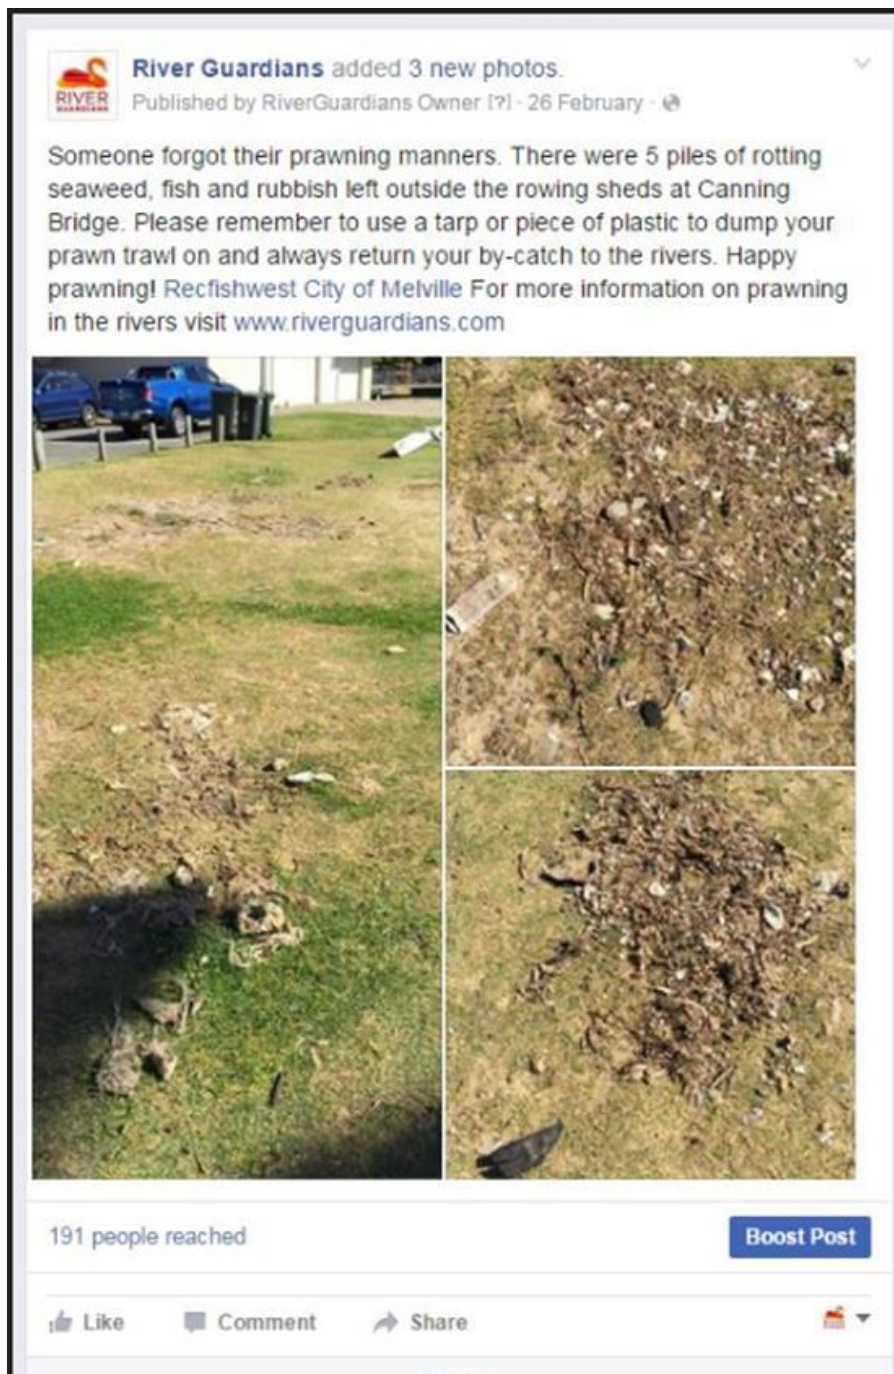 River Guardians added 3 new photos.
RIVER
GUARDIANS
Published by RiverGuardians Owner [?] · 26 February ·
Someone forgot their prawning manners. There were 5 piles of rotting
seaweed, fish and rubbish left outside the rowing sheds at Canning
Bridge. Please remember to use a tarp or piece of plastic to dump your
prawn trawl on and always return your by-catch to the rivers. Happy
prawning! Recfishwest City of Melville For more information on prawning
in the rivers visit www.riverguardians.com
191 people reached
Boost Post
Like
Comment
Share